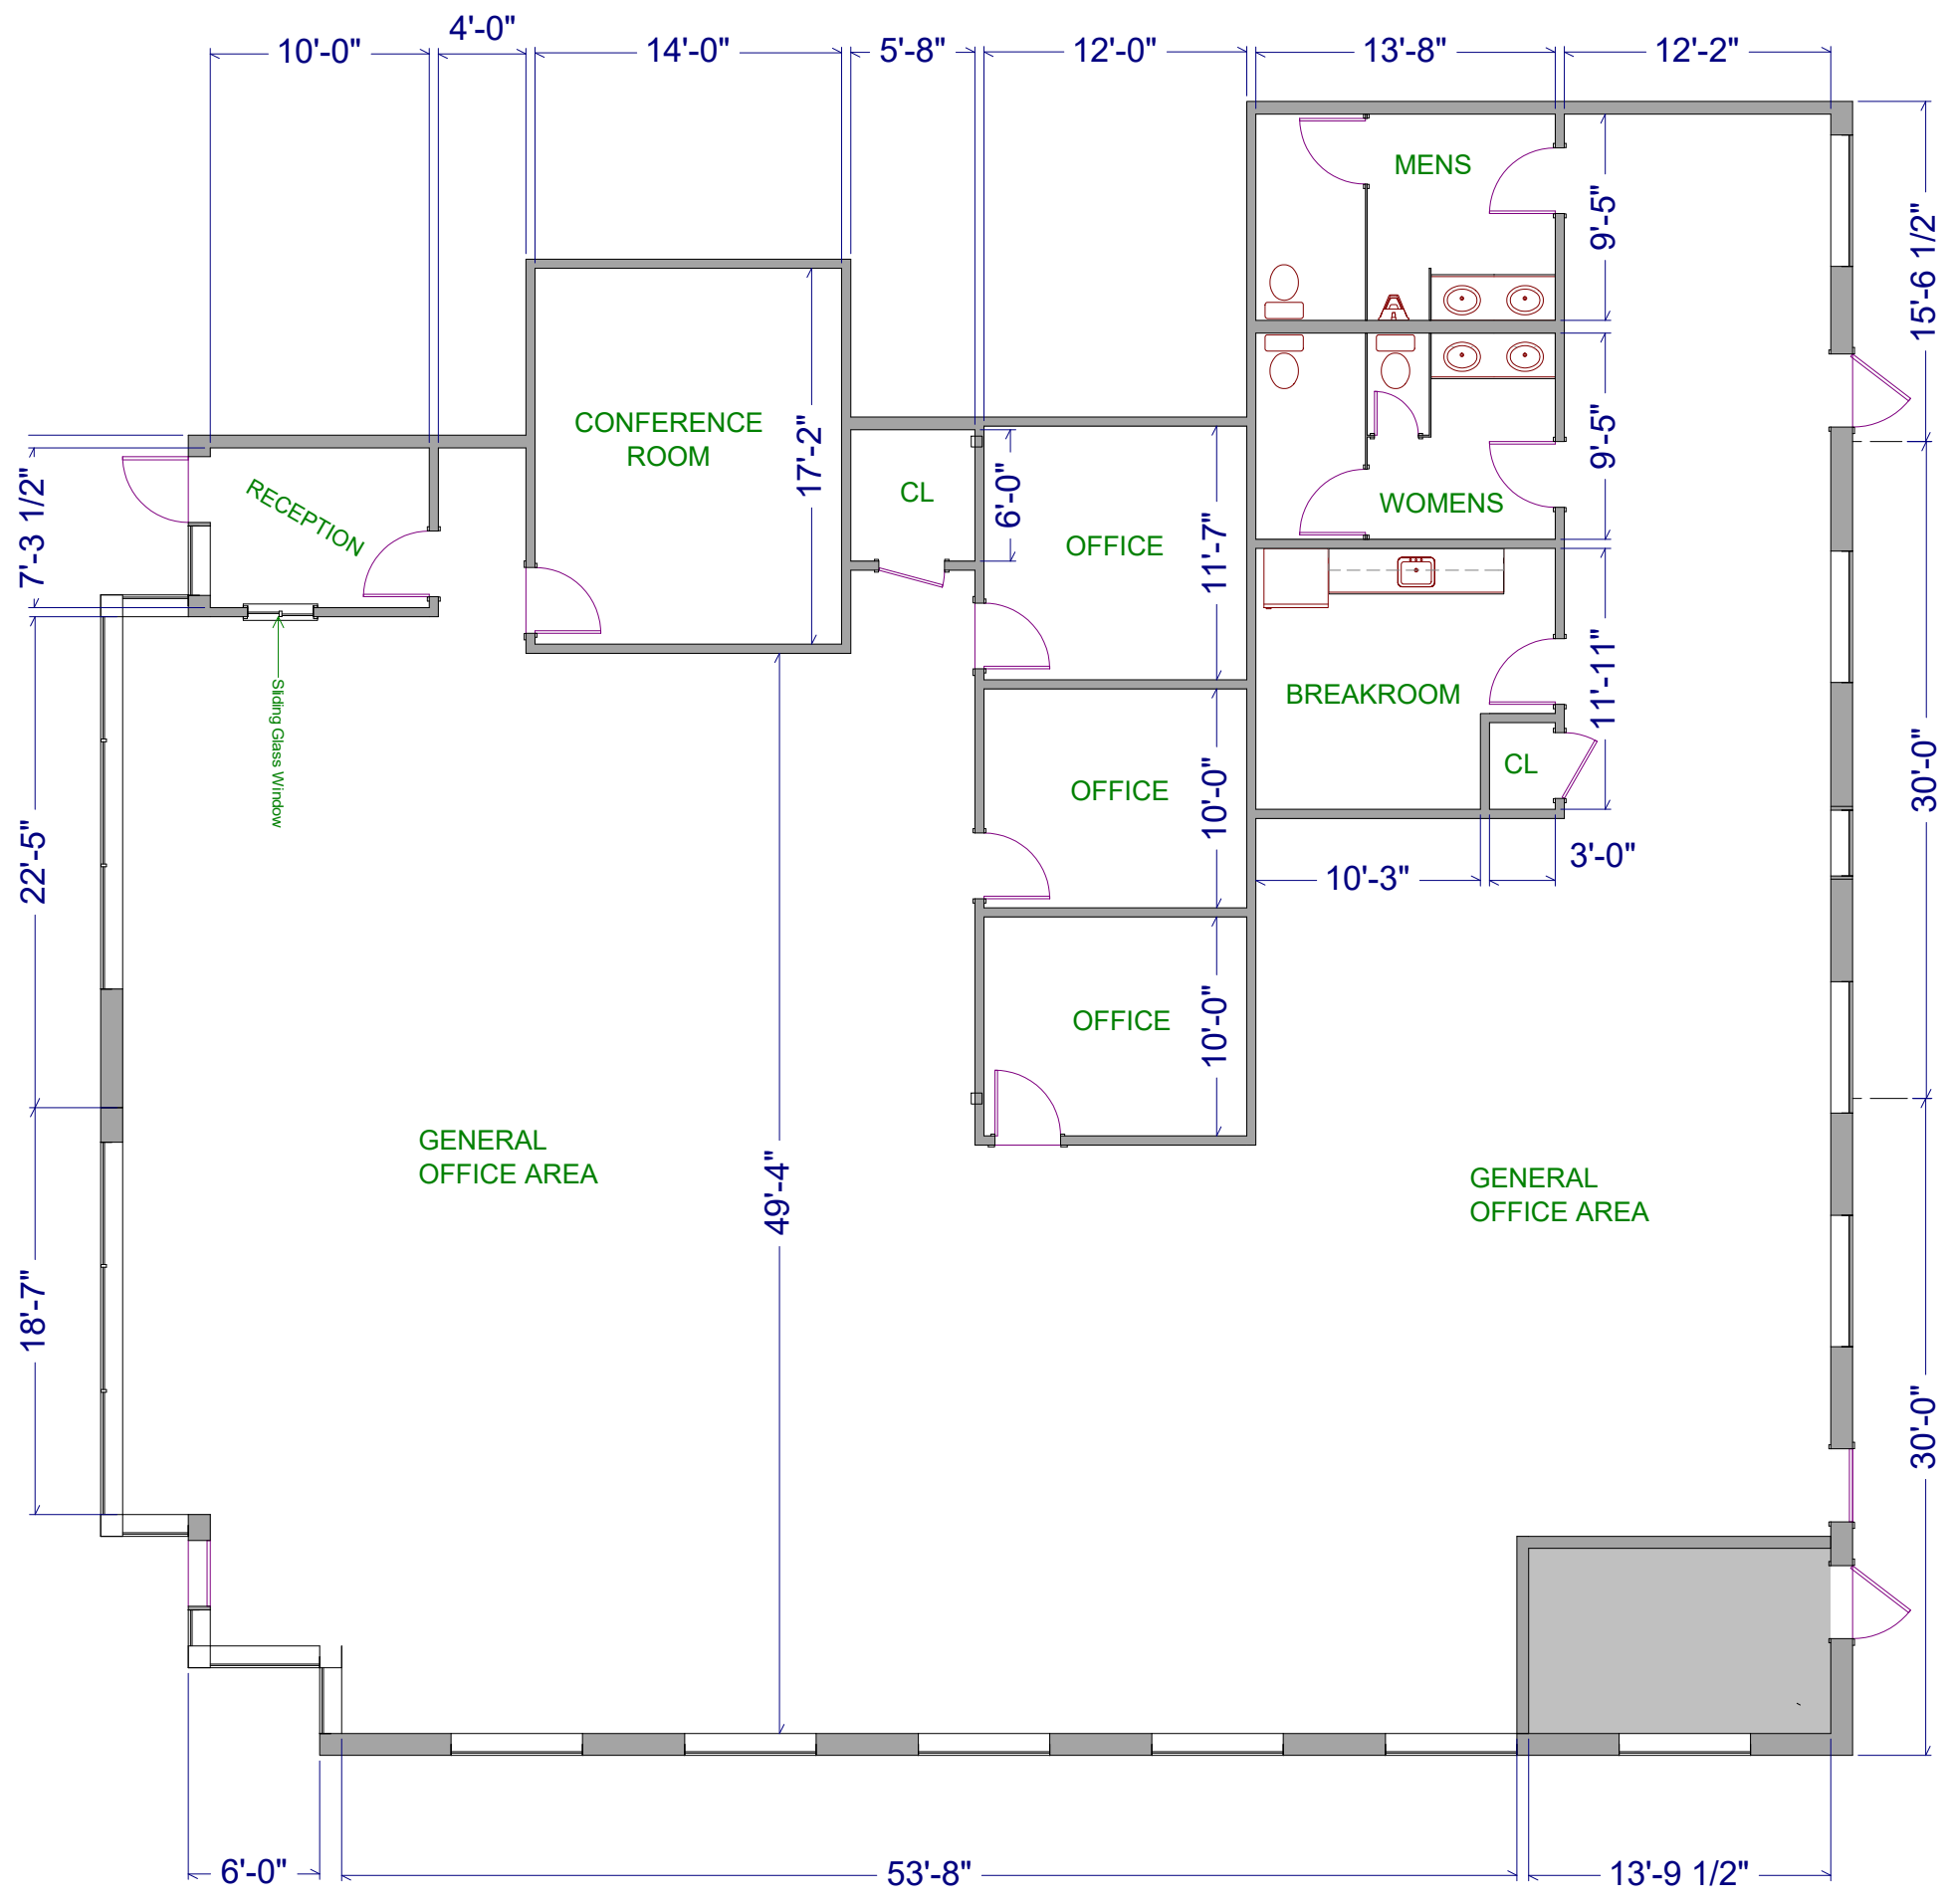 4'-0"
10'-0"
14'-0"
5'-8"
12'-0"
13'-8"
12'-2"
MENS
9'-5"
15'-6 1/2"
CONFERENCE
ROOM
17'-2"
9'-5"
CL
6'-0"
WOMENS
7'-3 1/2"
RECEPTION
OFFICE
11'-7"
BREAKROOM
11'-11"
Sliding Glass Window
CL
30'-0"
OFFICE
10'-0"
22'-5"
3'-0"
10'-3"
OFFICE
10'-0"
GENERAL
OFFICE AREA
49'-4"
GENERAL
OFFICE AREA
18'-7"
30'-0"
6'-0"
53'-8"
13'-9 1/2"